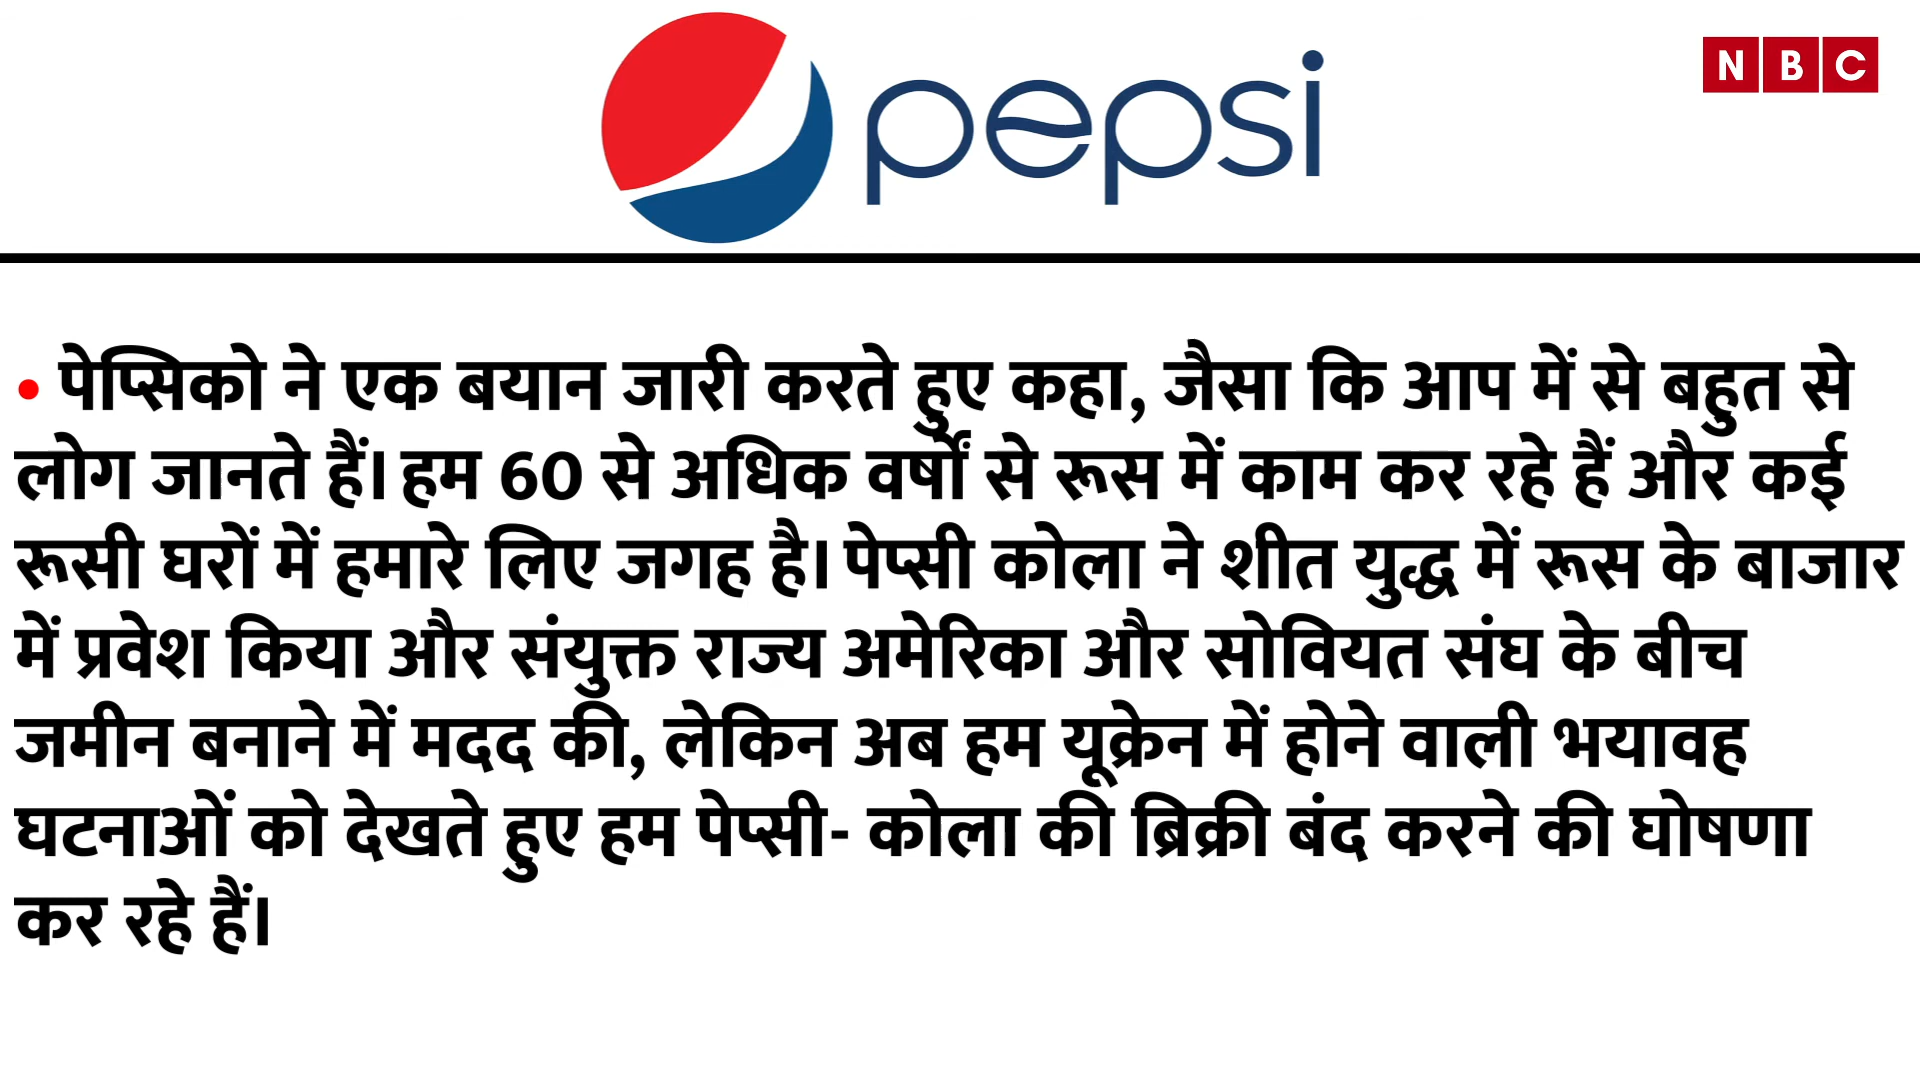 pepsi
NBC
• पेप्सिको ने एक बयान जारी करते हुए कहा, जैसा कि आप में से बहुत से
लोग जानते हैं। हम 60 से अधिक वर्षों से रूस में काम कर रहे हैं और कई
रूसी घरों में हमारे लिए जगह है। पेप्सी कोला ने शीत युद्ध में रूस के बाजार
में प्रवेश किया और संयुक्त राज्य अमेरिका और सोवियत संघ के बीच
जमीन बनाने में मदद की, लेकिन अब हम यूक्रेन में होने वाली भयावह
घटनाओं को देखते हुए हम पेप्सी- कोला की ब्रिक्री बंद करने की घोषणा
कर रहे हैं।